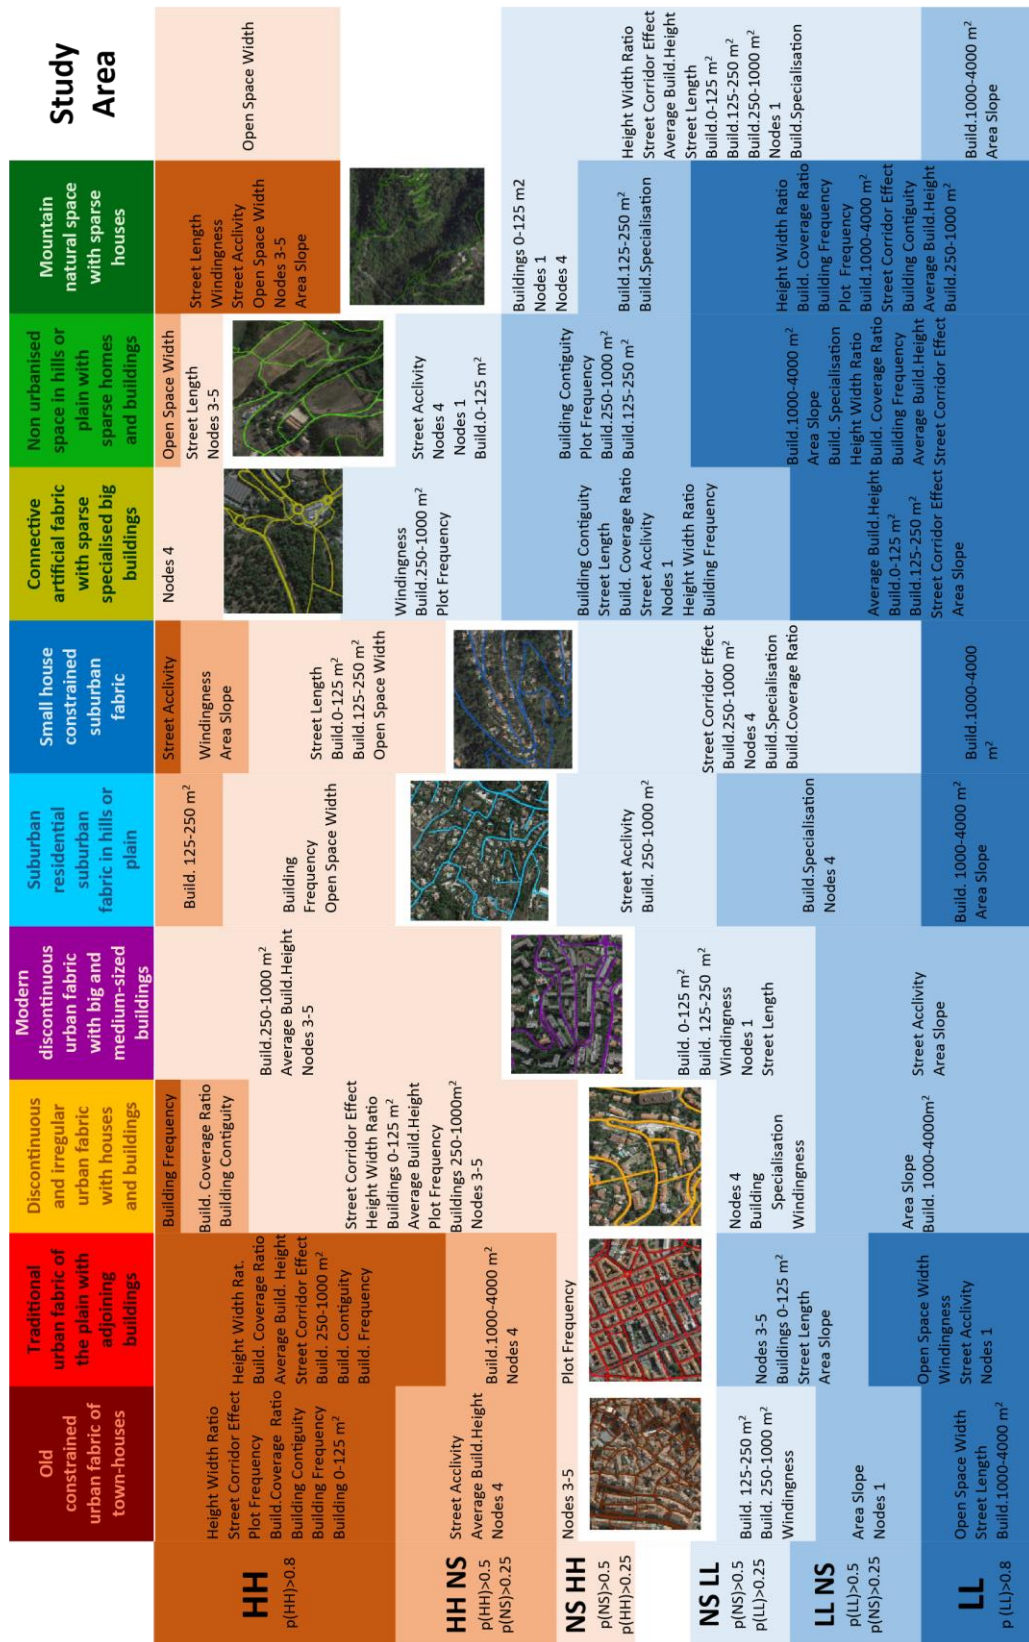 Old
constrained
urban fabric of
town-houses
Traditional
urban fabric of
the plain with
adjoining
buildings
Discontinuous
and irregular
urban fabric
with houses
and buildings
Modern
discontinuous
urban fabric
with big and
medium-sized
buildings
Suburban
residential
suburban
fabric in hills or
plain
Small house
constrained
suburban
fabric
Connective
artificial fabric
with sparse
specialised big
buildings
Non urbanised
space in hills or
plain with
sparse homes
and buildings
Mountain
natural space
with sparse
houses
Study
Area
HH
p(HH)>0.8
HH NS
p(HH)>0.5
p(NS)>0.25
NS HH
p(NS)>0.5
p(HH)>0.25
NS LL
p(NS)>0.5
p(LL)>0.25
LL NS
p(LL)>0.5
p(NS)>0.25
LL
p (LL)>0.8
Height Width Ratio
Street Corridor Effect
Plot Frequency
Build.Coverage Ratio
Building Contiguity
Building Frequency
Building 0-125 m²
Street Acclivity
Average Build.Height
Nodes 4
Nodes 3-5
Build. 125-250 m²
Build. 250-1000 m²
Windingness
Area Slope
Nodes 1
Open Space Width
Street Length
Build.1000-4000 m²
Height Width Rat.
Build. Coverage Ratio
Average Build. Height
Street Corridor Effect
Build. 250-1000 m²
Build. Contiguity
Build. Frequency
Build.1000-4000 m²
Nodes 4
Plot Frequency
Nodes 3-5
Buildings 0-125 m²
Street Length
Area Slope
Open Space Width
Windingness
Street Acclivity
Nodes 1
Building Frequency
Build. Coverage Ratio
Building Contiguity
Street Corridor Effect
Height Width Ratio
Buildings 0-125 m²
Average Build.Height
Plot Frequency
Buildings 250-1000m²
Nodes 3-5
Nodes 4
Building
Specialisation
Windingness
Area Slope
Build. 1000-4000m²
Build.250-1000 m²
Average Build.Height
Nodes 3-5
Build. 0-125 m²
Build. 125-250 m²
Windingness
Nodes 1
Street Length
Street Acclivity
Area Slope
Build. 125-250 m²
Building
Frequency
Open Space Width
Street Acclivity
Build. 250-1000 m²
Build.Specialisation
Nodes 4
Build. 1000-4000 m²
Area Slope
Street Acclivity
Windingness
Area Slope
Street Length
Build.0-125 m²
Build.125-250 m²
Open Space Width
Street Corridor Effect
Build.250-1000 m²
Nodes 4
Build.Specialisation
Build.Coverage Ratio
Build.1000-4000
m²
Nodes 4
Windingness
Build.250-1000 m²
Plot Frequency
Building Contiguity
Street Length
Build. Coverage Ratio
Street Acclivity
Nodes 1
Height Width Ratio
Building Frequency
Average Build.Height
Build.0-125 m²
Build.125-250 m²
Street Corridor Effect
Area Slope
Open Space Width
Street Length
Nodes 3-5
Street Acclivity
Nodes 4
Nodes 1
Build.0-125 m²
Building Contiguity
Plot Frequency
Build.250-1000 m²
Build.125-250 m²
Build.1000-4000 m²
Area Slope
Build. Specialisation
Height Width Ratio
Build. Coverage Ratio
Building Frequency
Average Build.Height
Street Corridor Effect
Street Length
Windingness
Street Acclivity
Open Space Width
Nodes 3-5
Area Slope
Buildings 0-125 m2
Nodes 1
Nodes 4
Build.125-250 m²
Build.Specialisation
Height Width Ratio
Build. Coverage Ratio
Building Frequency
Plot Frequency
Build.1000-4000 m²
Street Corridor Effect
Building Contiguity
Average Build.Height
Build.250-1000 m²
Open Space Width
Height Width Ratio
Street Corridor Effect
Average Build.Height
Street Length
Build.0-125 m²
Build.125-250 m²
Build.250-1000 m²
Nodes 1
Build.Specialisation
Build.1000-4000 m²
Area Slope